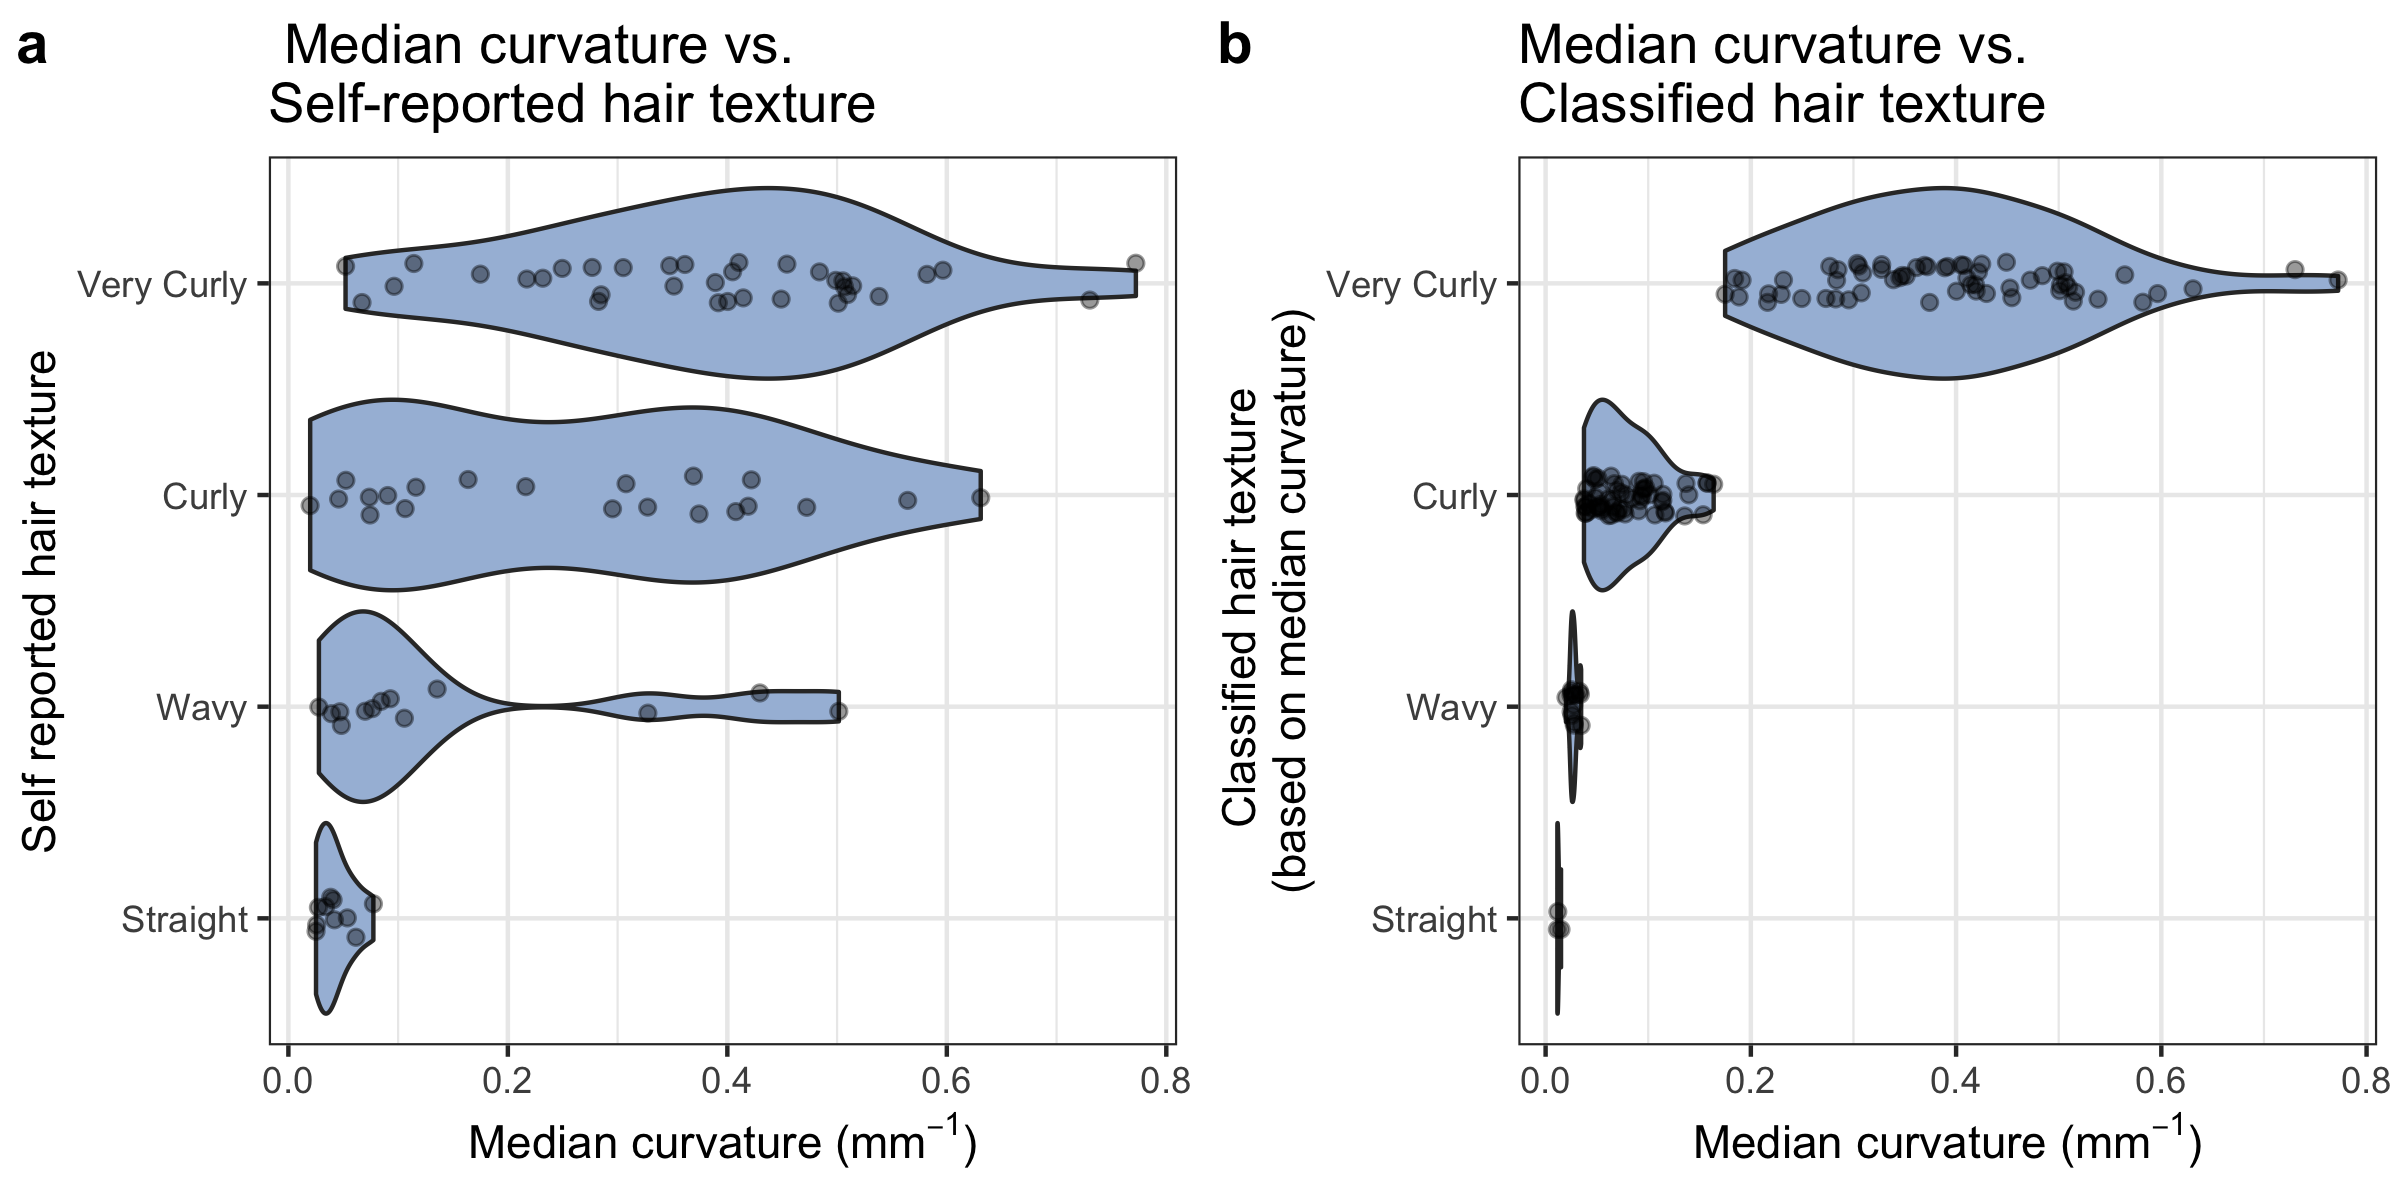 a
Median curvature vs.
Self-reported hair texture
Self reported hair texture
Very Curly
Curly
Wavy
Straight
0.0 0.2 0.4 0.6 0.8
Median curvature (mm⁻¹)
b
Median curvature vs.
Classified hair texture
Classified hair texture
(based on median curvature)
Very Curly
Curly
Wavy
Straight
0.0 0.2 0.4 0.6 0.8
Median curvature (mm⁻¹)